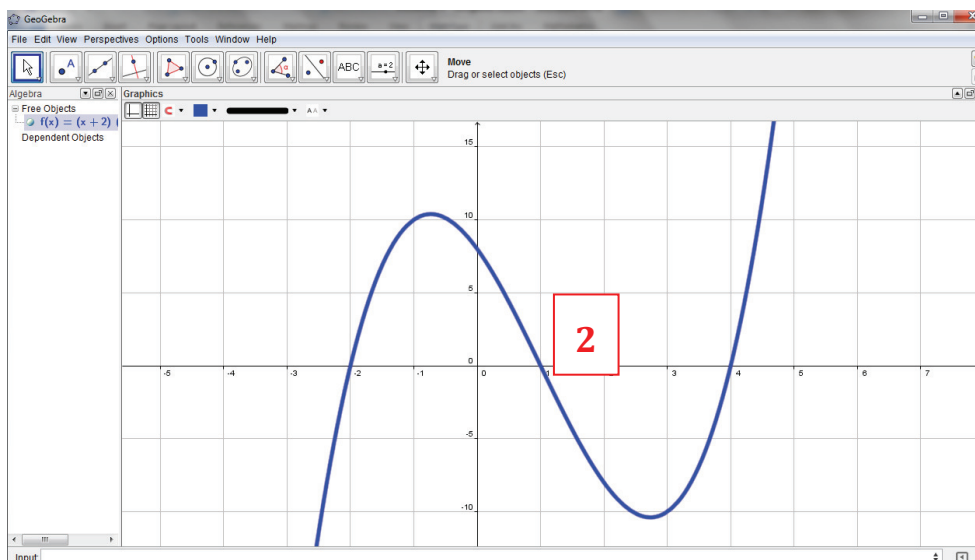 GeoGebra
File Edit View Perspectives Options Tools Window Help
A
ABC
a = 2
Move
Drag or select objects (Esc)
Algebra
Graphics
Free Objects
f(x) = (x + 2)
Dependent Objects
AA
15
10
5
0
-5
-10
-5 -4 -3 -2 -1 0 1 3 4 5 6 7
2
Input